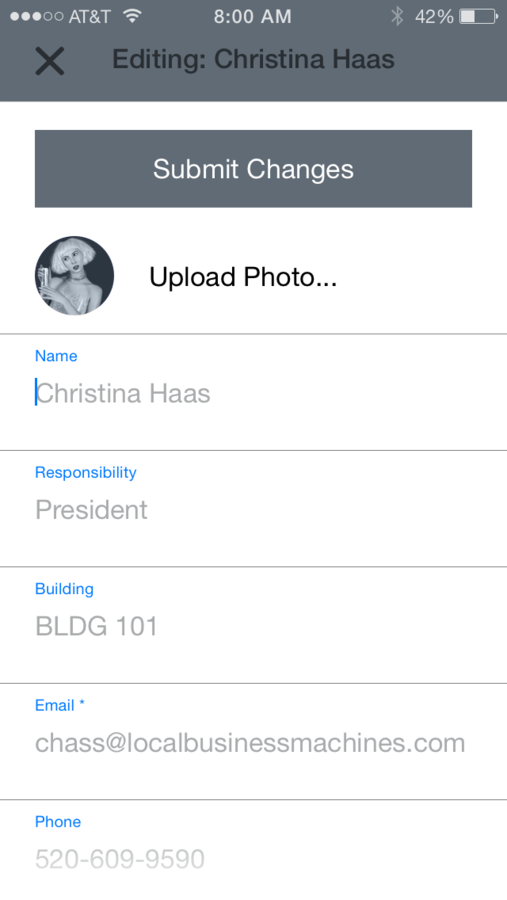 AT&T 8:00 AM 42%
Editing: Christina Haas
Submit Changes
Upload Photo...
Name
Christina Haas
Responsibility
President
Building
BLDG 101
Email *
chass@localbusinessmachines.com
Phone
520-609-9590